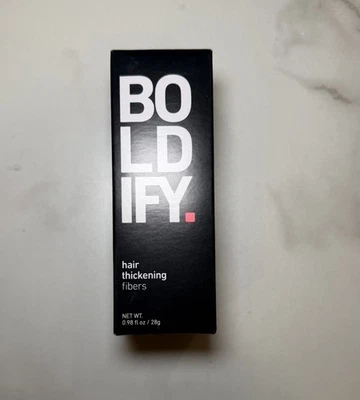 BO
LD
IFY.
hair
thickening
fibers
NET WT.
0.98 fl oz / 28g